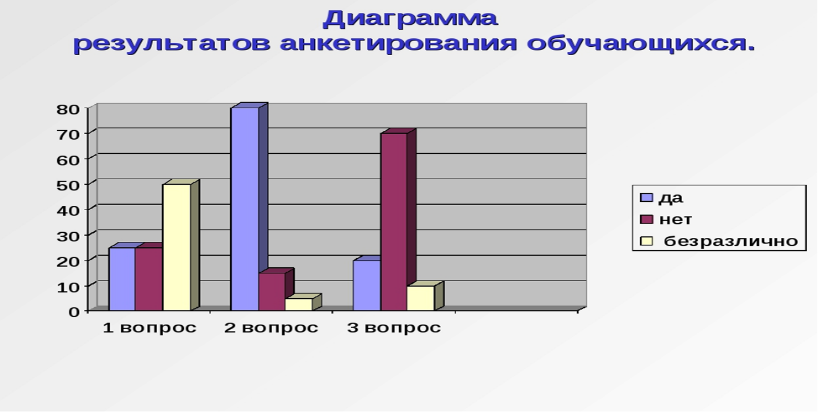 Диаграмма
результатов анкетирования обучающихся.
80
70
60
50
40
30
20
10
0
1 вопрос 2 вопрос 3 вопрос
да
нет
безразлично